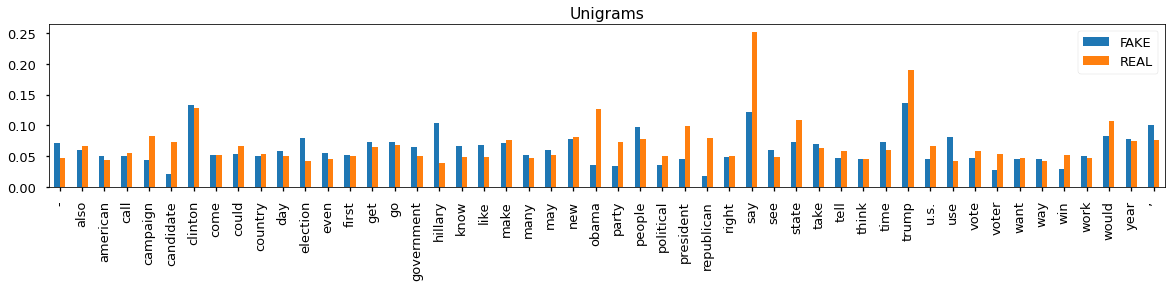 Unigrams
0.25
0.20
0.15
0.10
0.05
0.00
FAKE
REAL
-
also
american
call
campaign
candidate
clinton
come
could
country
day
election
even
first
get
go
government
hillary
know
like
make
many
may
new
obama
party
people
political
president
republican
right
say
see
state
take
tell
think
time
trump
u.s.
use
vote
voter
want
way
win
work
would
year
’